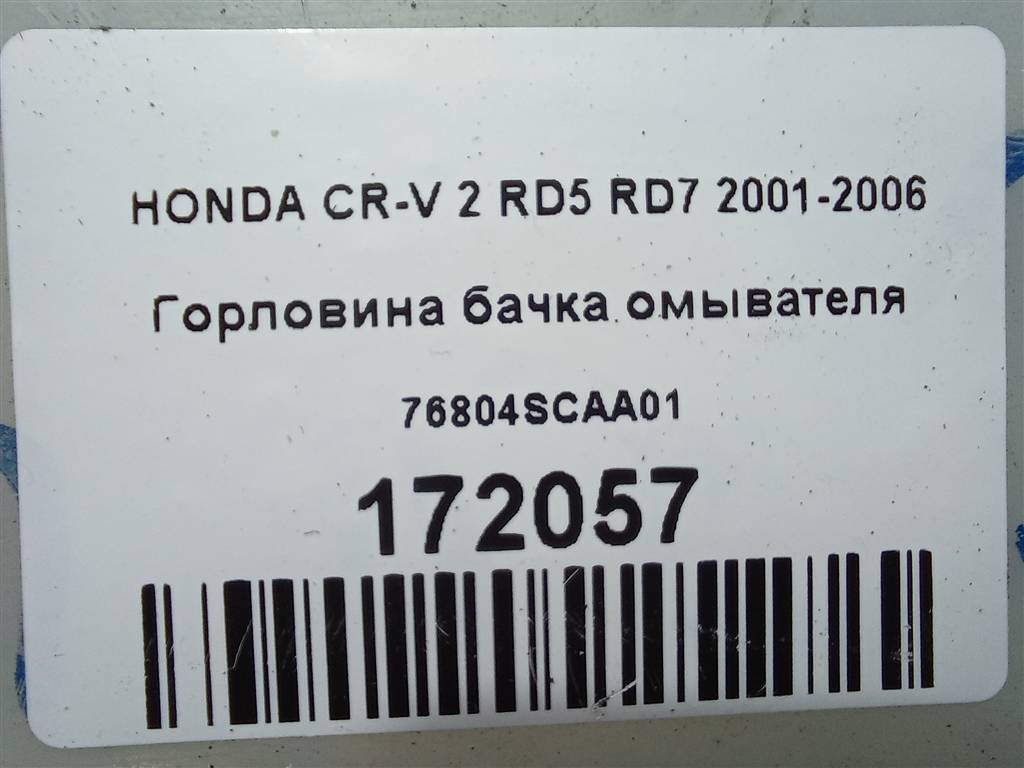 HONDA CR-V 2 RD5 RD7 2001-2006
Горловина бачка омывателя
76804SCAA01
172057